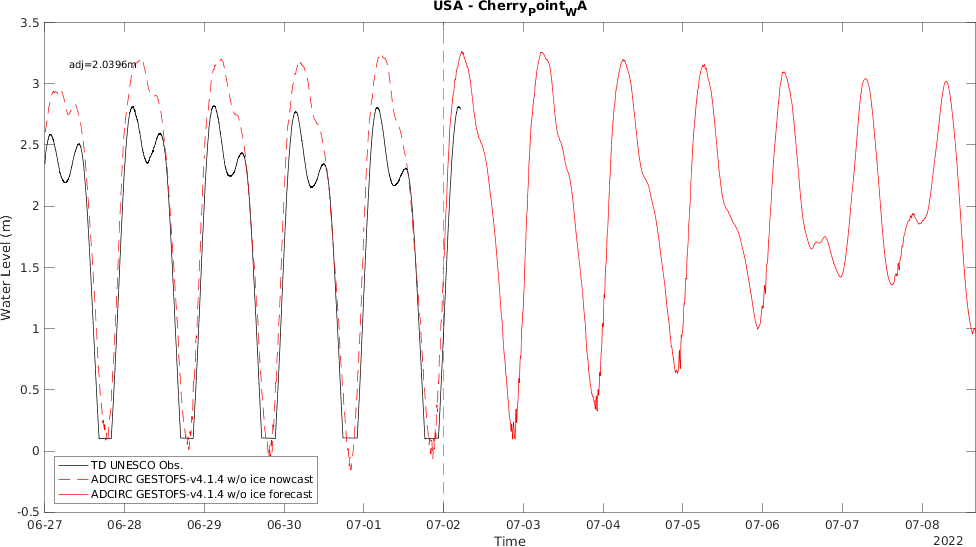 USA - CherryPointWA
adj=2.0396m
Water Level (m)
3.5
3
2.5
2
1.5
1
0.5
0
-0.5
TD UNESCO Obs.
ADCIRC GESTOFS-v4.1.4 w/o ice nowcast
ADCIRC GESTOFS-v4.1.4 w/o ice forecast
06-27 06-28 06-29 06-30 07-01 07-02 07-03 07-04 07-05 07-06 07-07 07-08
Time
2022